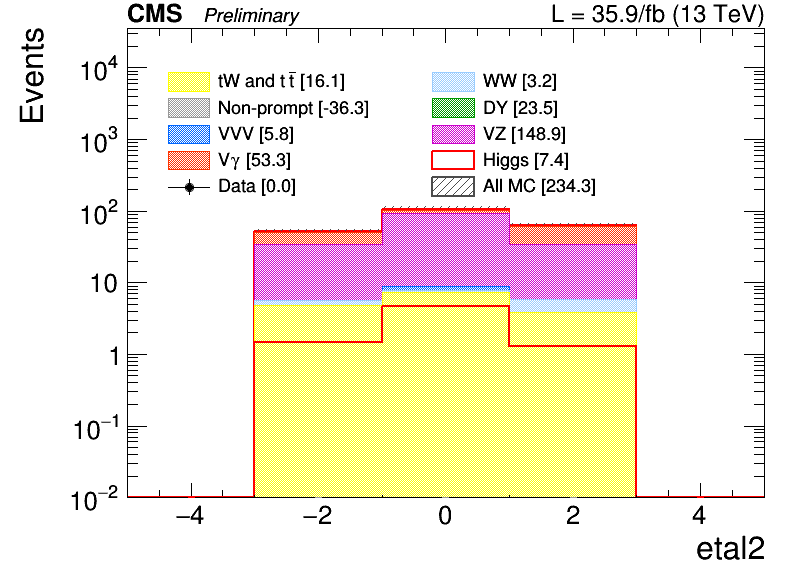 CMS Preliminary L = 35.9/fb (13 TeV)
Events
10⁴
10³
10²
10
1
10⁻¹
10⁻²
tW and t t̄ [16.1] WW [3.2]
Non-prompt [-36.3] DY [23.5]
VVV [5.8] VZ [148.9]
Vγ [53.3] Higgs [7.4]
Data [0.0] All MC [234.3]
−4 −2 0 2 4
etal2